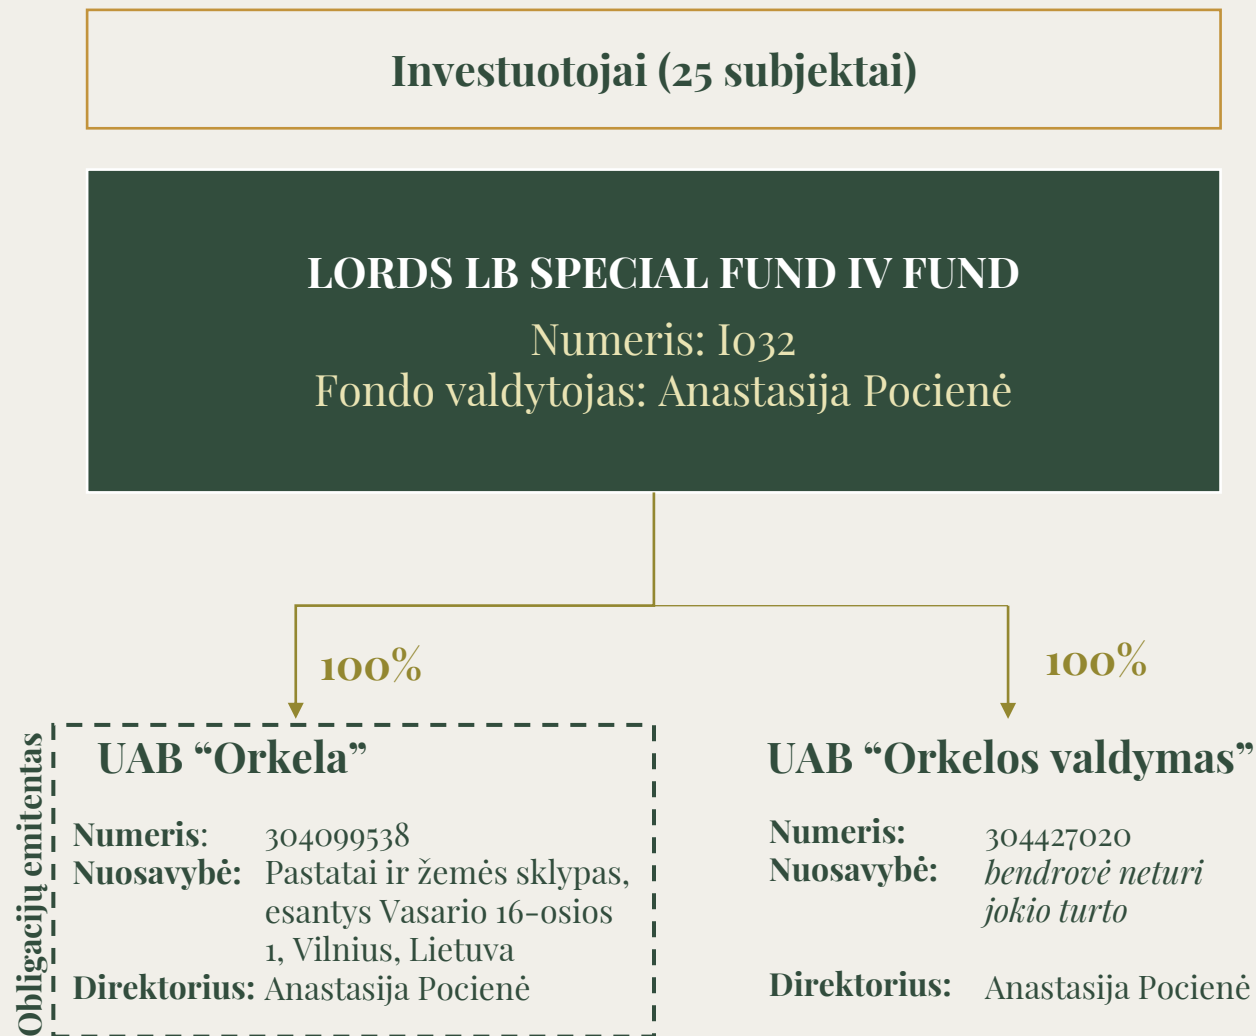 Investuotojai (25 subjektai)
LORDS LB SPECIAL FUND IV FUND
Numeris: I032
Fondo valdytojas: Anastasija Pocienė
100%
100%
Obligacijų emitentas
UAB “Orkela”
Numeris: 304099538
Nuosavybė: Pastatai ir žemės sklypas,
esantys Vasario 16-osios
1, Vilnius, Lietuva
Direktorius: Anastasija Pocienė
UAB “Orkelos valdymas”
Numeris: 304427020
Nuosavybė: bendrovė neturi
jokio turto
Direktorius: Anastasija Pocienė